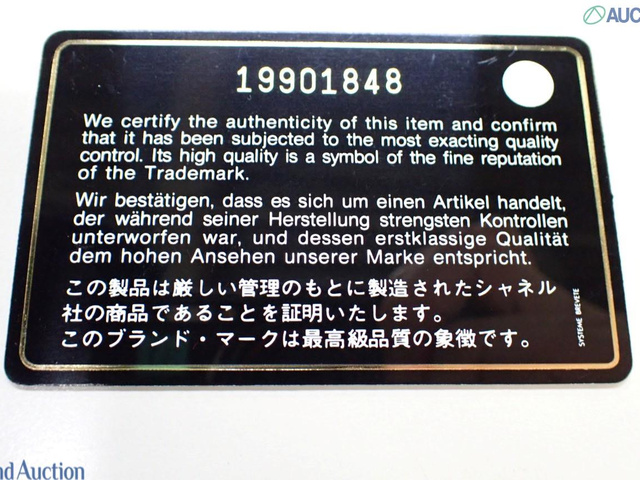 AUC
19901848
We certify the authenticity of this item and confirm
that it has been subjected to the most exacting quality
control. Its high quality is a symbol of the fine reputation
of the Trademark.
Wir bestätigen, dass es sich um einen Artikel handelt,
der während seiner Herstellung strengsten Kontrollen
unterworfen war, und dessen erstklassige Qualität
dem hohen Ansehen unserer Marke entspricht.
この製品は厳しい管理のもとに製造されたシャネル
社の商品であることを証明いたします。
このブランド・マークは最高級品質の象徴です。
SYSTEME BREVETE
nd Auction